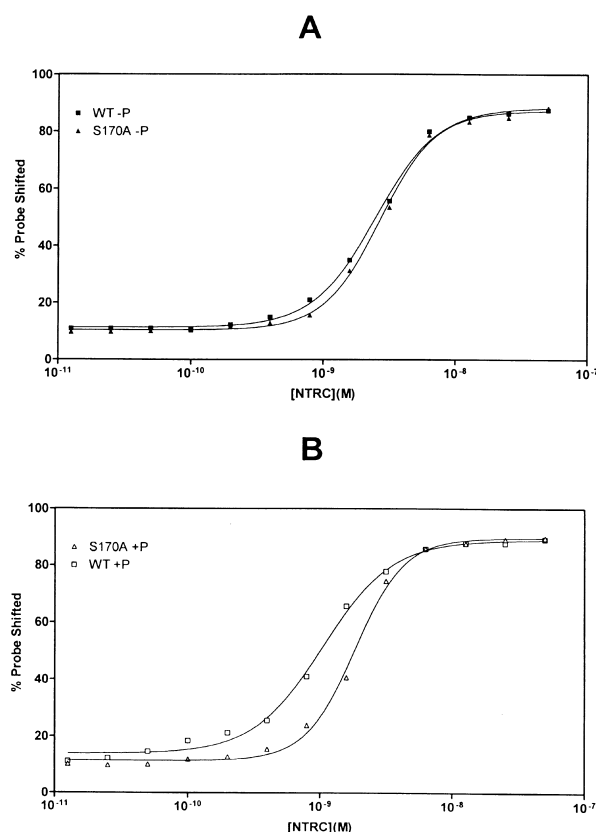 A
100
80
60
40
20
0
% Probe Shifted
WT -P
S170A -P
10-11
10-10
10-9
10-8
10-7
[NTRC](M)
B
100
80
60
40
20
0
% Probe Shifted
S170A +P
WT +P
10-11
10-10
10-9
10-8
10-7
[NTRC](M)